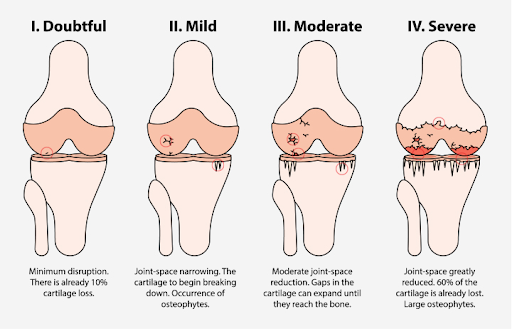 I. Doubtful
II. Mild
III. Moderate
IV. Severe
Minimum disruption.
There is already 10%
cartilage loss.
Joint-space narrowing. The
cartilage to begin breaking
down. Occurrence of
osteophytes.
Moderate joint-space
reduction. Gaps in the
cartilage can expand until
they reach the bone.
Joint-space greatly
reduced. 60% of the
cartilage is already lost.
Large osteophytes.